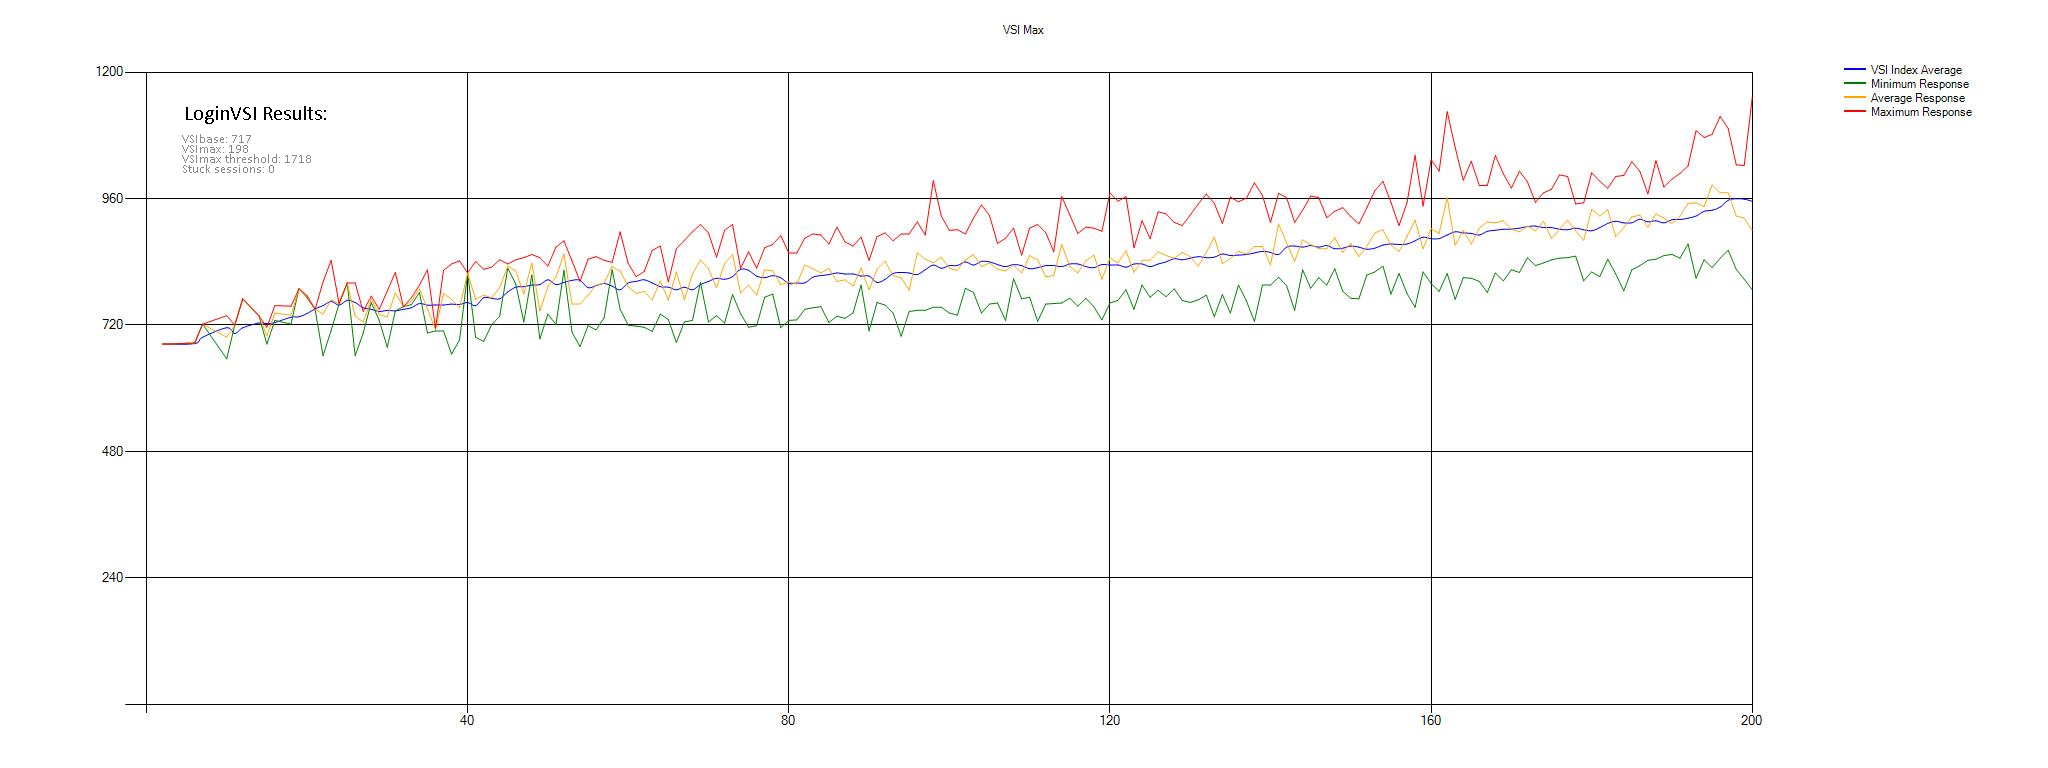 VSI Max
1200
960
720
480
240
LoginVSI Results:
VSIbase: 717
VSImax: 198
VSImax threshold: 1718
Stuck sessions: 0
VSI Index Average
Minimum Response
Average Response
Maximum Response
40 80 120 160 200